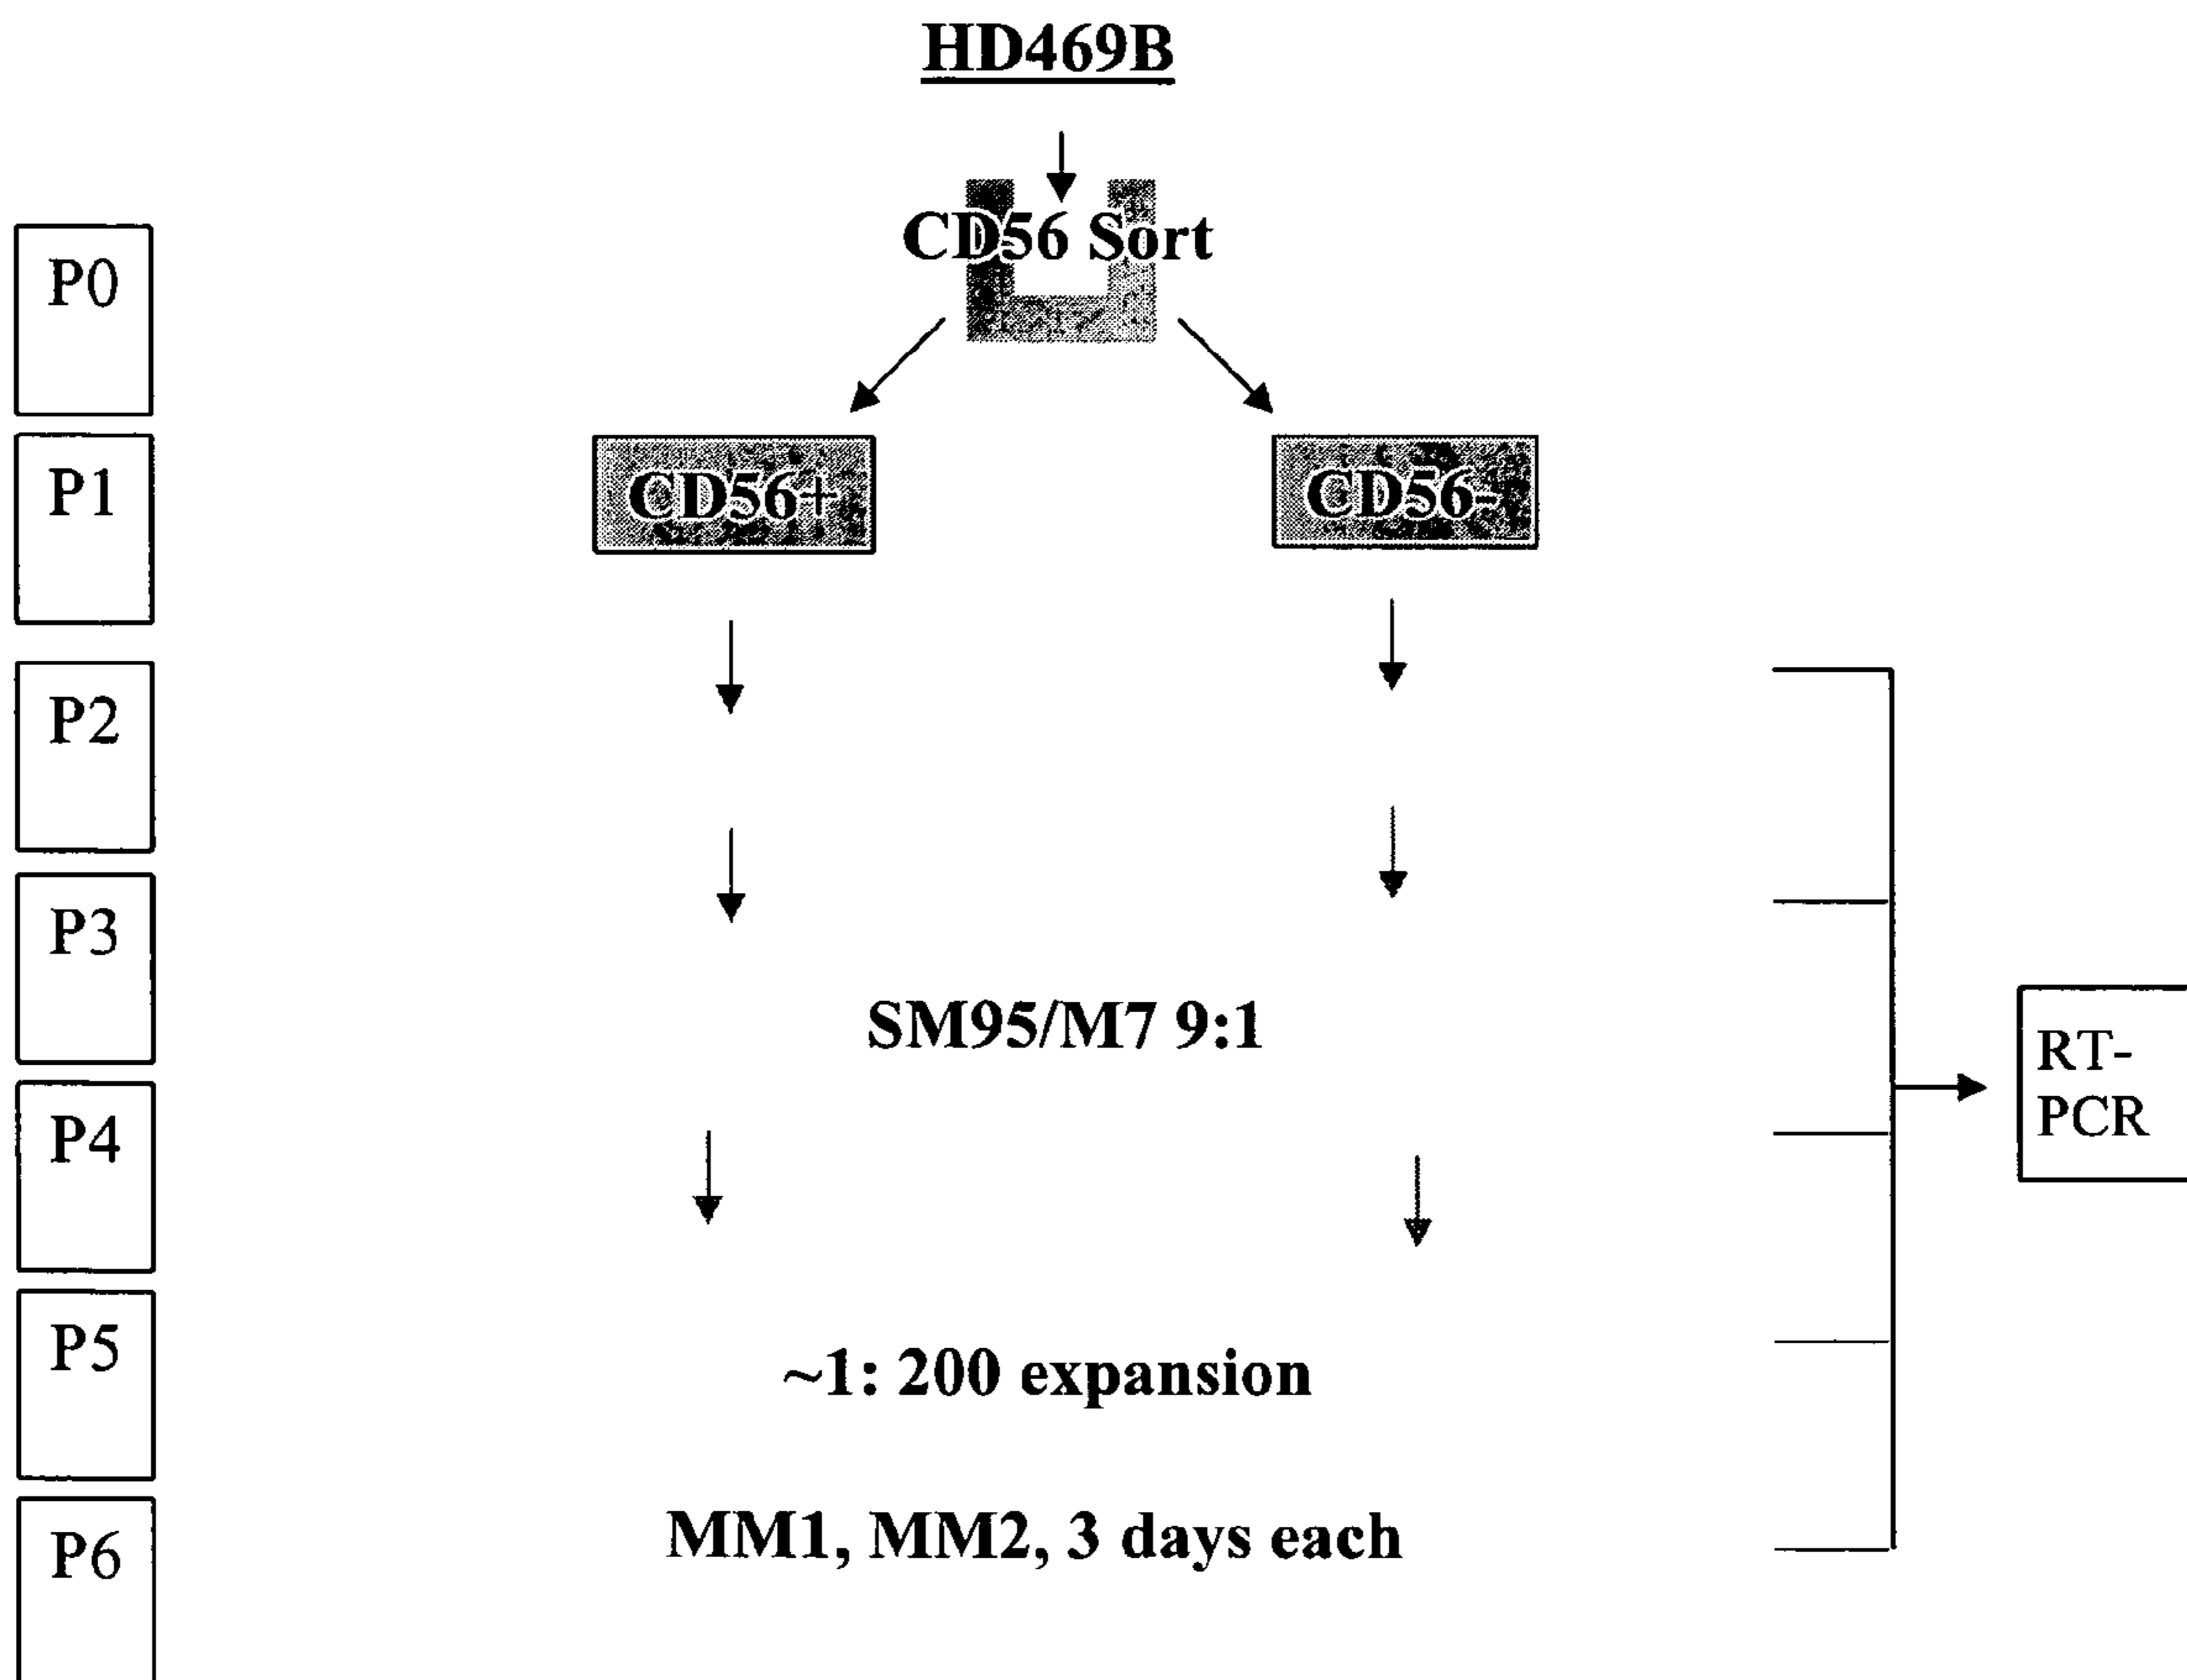 HD469B
CD56 Sort
P0
P1
CD56+
CD56-
P2
P3
SM95/M7 9:1
RT-
PCR
P4
P5
~1: 200 expansion
MM1, MM2, 3 days each
P6